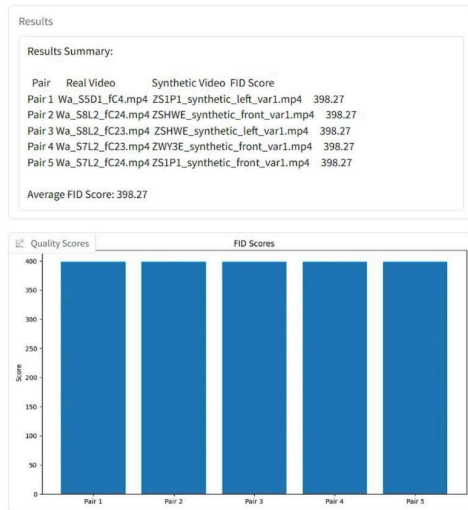 Results
Results Summary:
Pair Real Video Synthetic Video FID Score
Pair 1 Wa_S5D1_fC4.mp4 ZS1P1_synthetic_left_var1.mp4 398.27
Pair 2 Wa_S8L2_fC24.mp4 ZSHWE_synthetic_front_var1.mp4 398.27
Pair 3 Wa_S8L2_fC23.mp4 ZSHWE_synthetic_left_var1.mp4 398.27
Pair 4 Wa_S7L2_fC23.mp4 ZWY3E_synthetic_front_var1.mp4 398.27
Pair 5 Wa_S7L2_fC24.mp4 ZS1P1_synthetic_front_var1.mp4 398.27
Average FID Score: 398.27
Quality Scores
FID Scores
400
350
300
250
200
150
100
50
0
Score
Pair 1 Pair 2 Pair 3 Pair 4 Pair 5